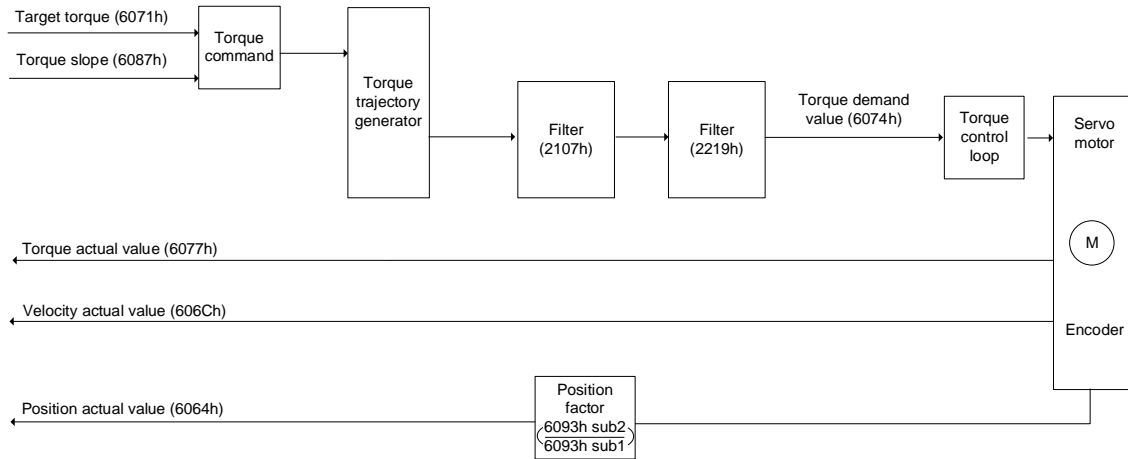 Target torque (6071h)
Torque slope (6087h)
Torque
command
Torque
trajectory
generator
Filter
(2107h)
Filter
(2219h)
Torque demand
value (6074h)
Torque
control
loop
Servo
motor
M
Encoder
Torque actual value (6077h)
Velocity actual value (606Ch)
Position actual value (6064h)
Position
factor
(6093h sub2
6093h sub1)